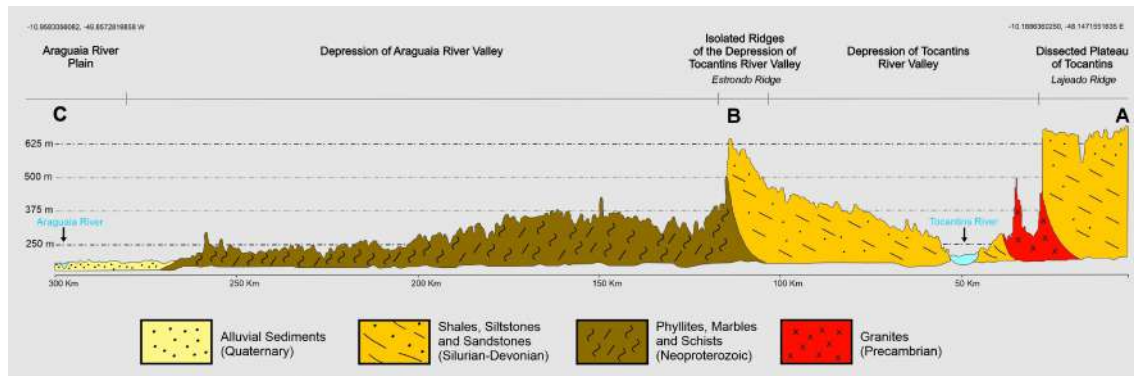 -10.9583098082, -49.8572818858 W
-10.1686362250, -48.1471551835 E
Araguaia River
Plain
Depression of Araguaia River Valley
Isolated Ridges
of the Depression of
Tocantins River Valley
Estrondo Ridge
Depression of Tocantins
River Valley
Dissected Plateau
of Tocantins
Lajeado Ridge
C
B
A
625 m
500 m
375 m
250 m
Araguaia River
Tocantins River
300 Km
250 Km
200 Km
150 Km
100 Km
50 Km
Alluvial Sediments
(Quaternary)
Shales, Siltstones
and Sandstones
(Silurian-Devonian)
Phyllites, Marbles
and Schists
(Neoproterozoic)
Granites
(Precambrian)